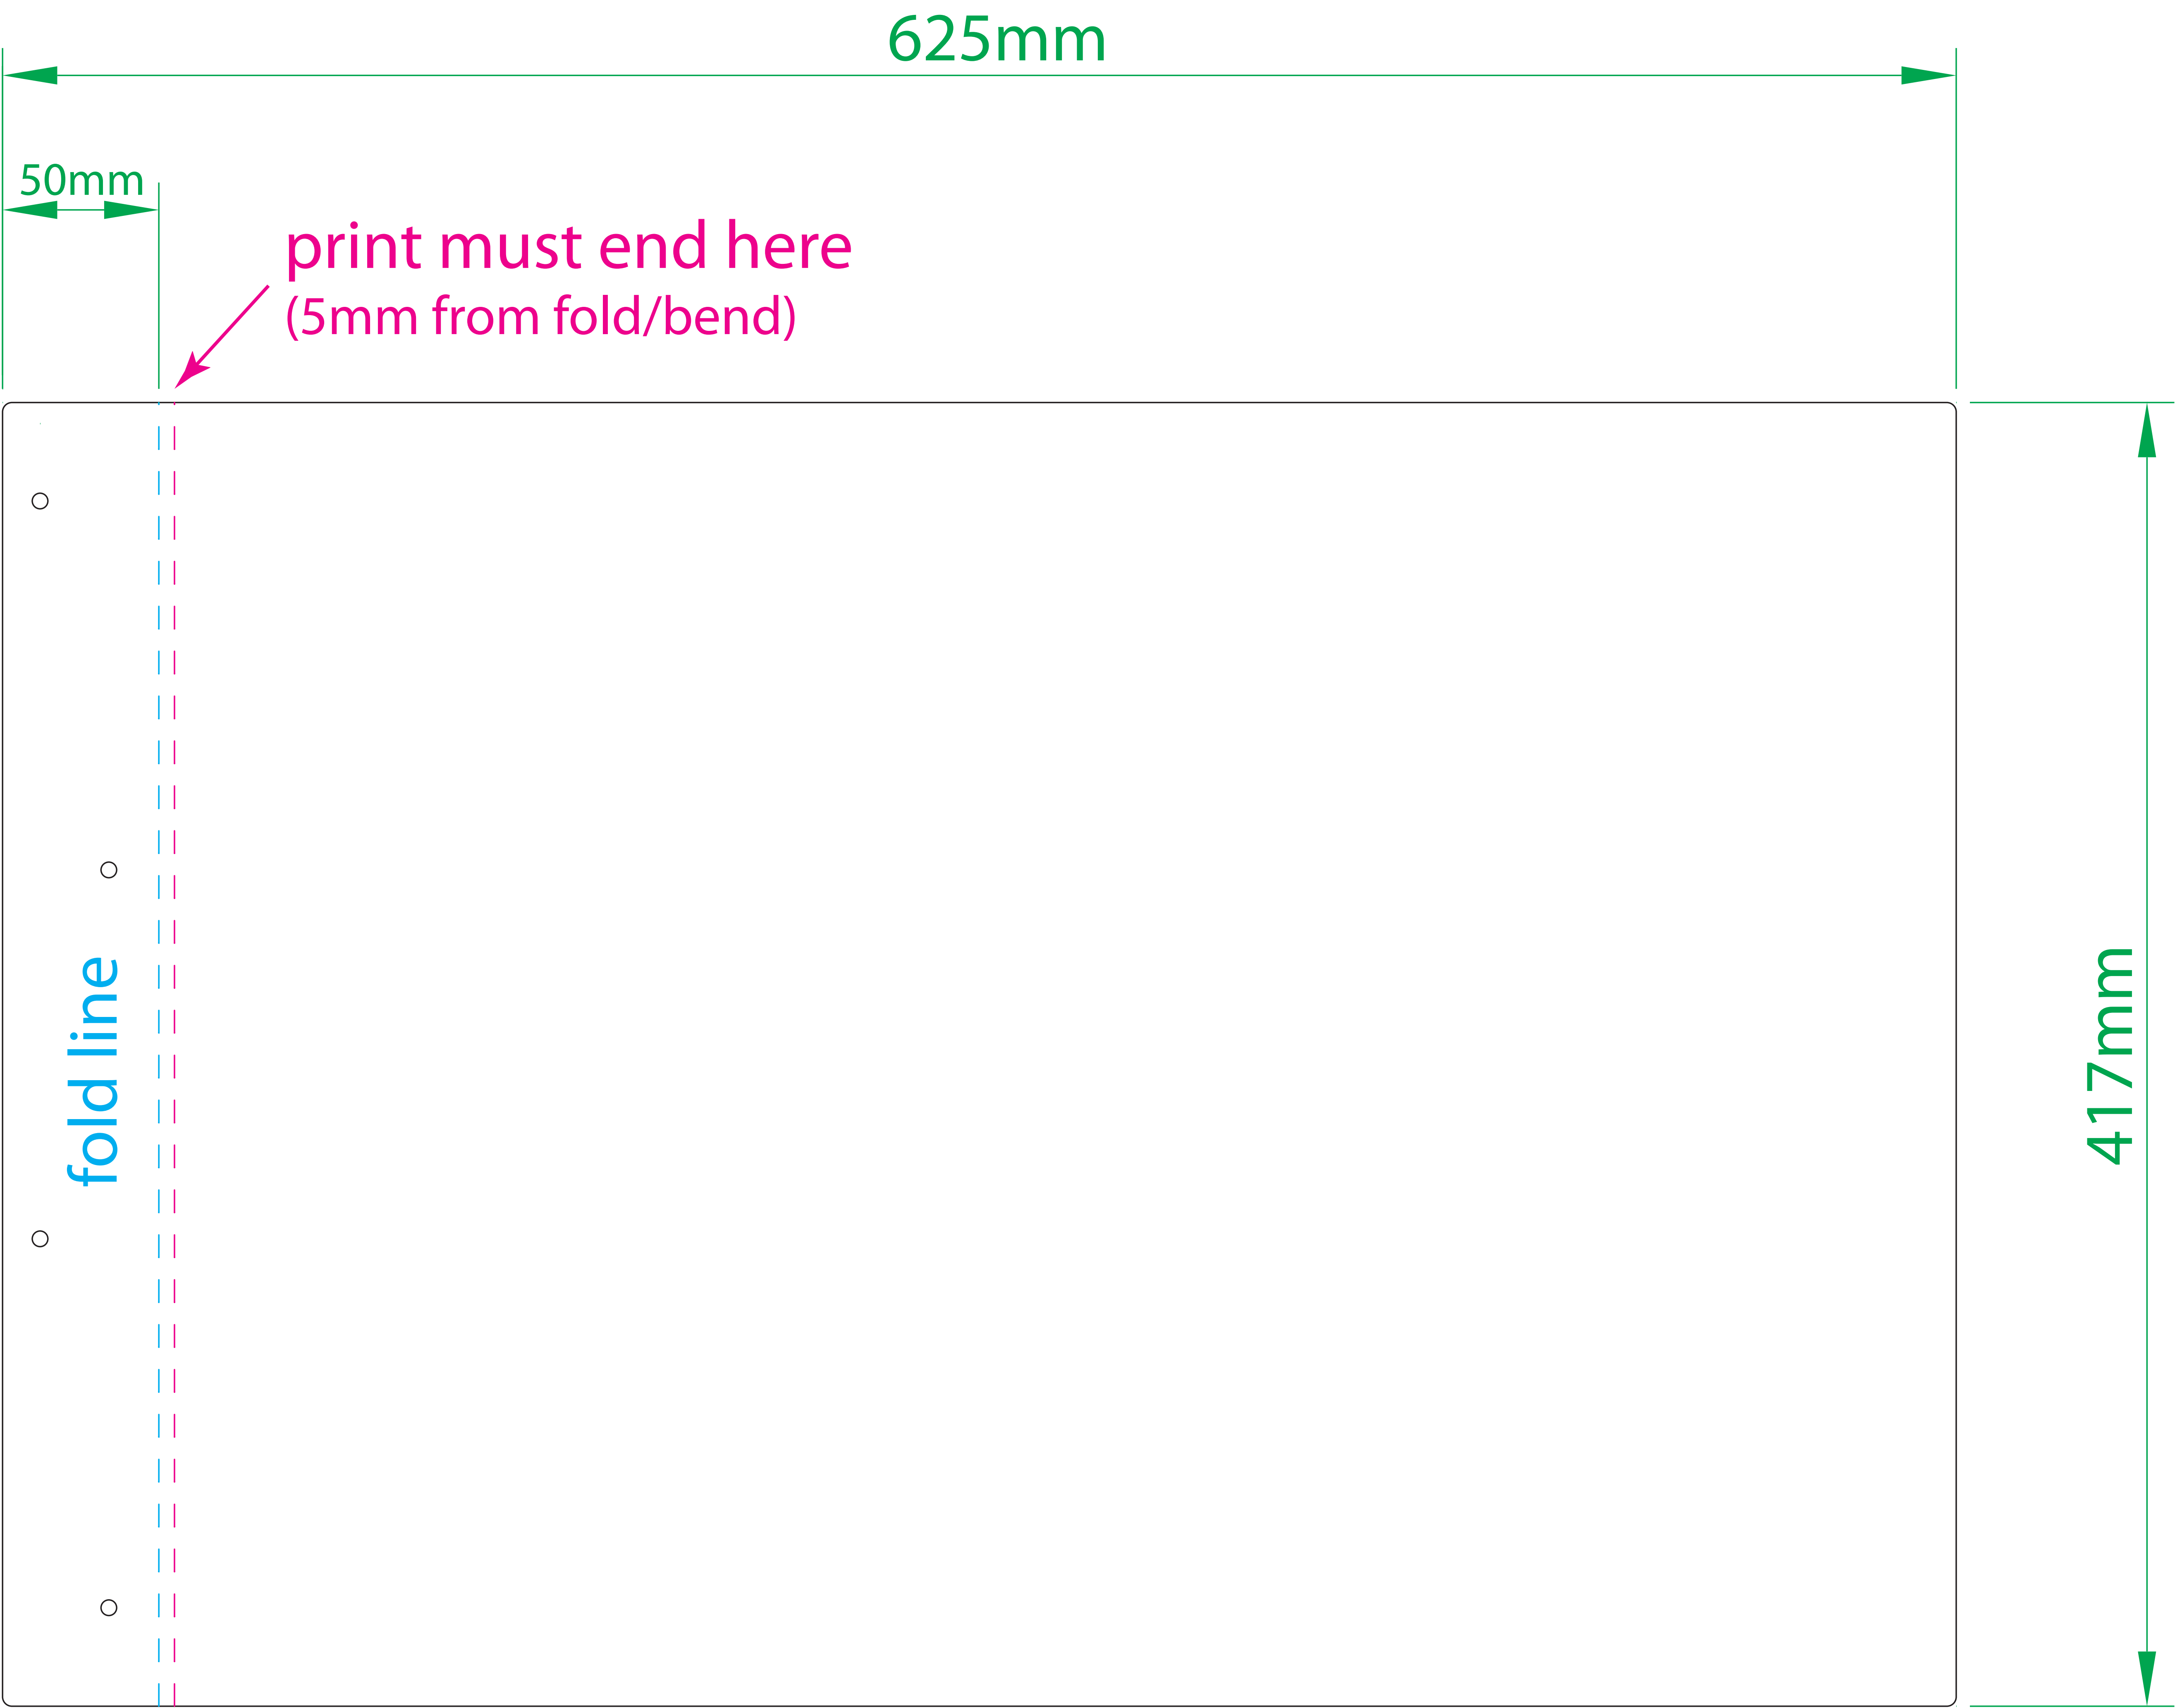 625mm
50mm
print must end here
(5mm from fold/bend)
fold line
417mm